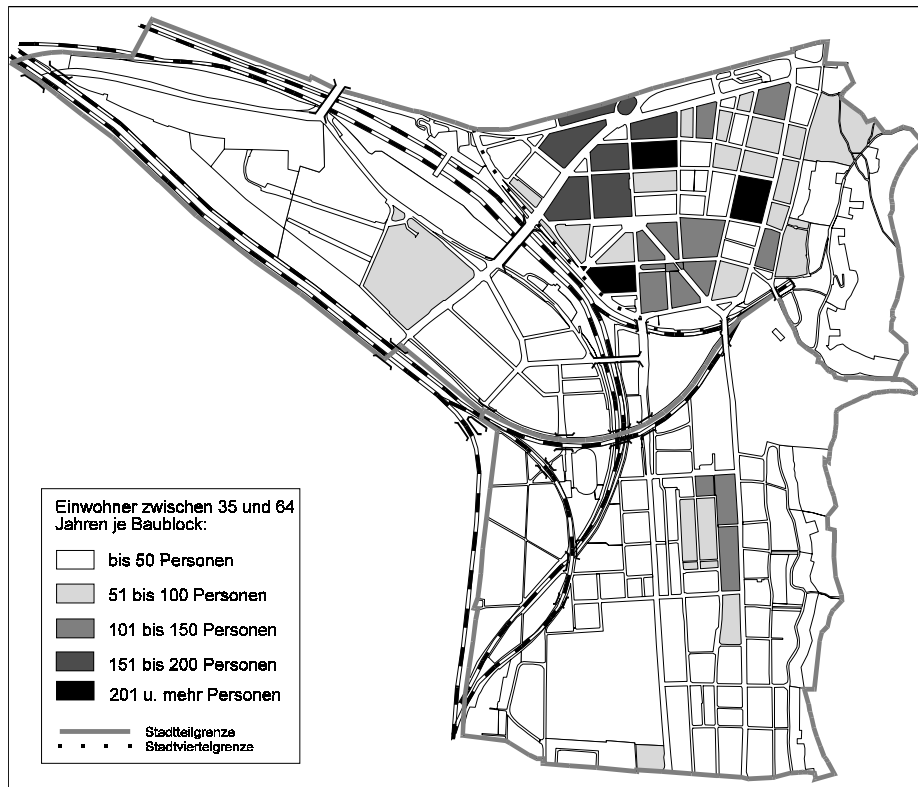 Einwohner zwischen 35 und 64
Jahren je Baublock:
bis 50 Personen
51 bis 100 Personen
101 bis 150 Personen
151 bis 200 Personen
201 u. mehr Personen
Stadtteilgrenze
Stadtviertelgrenze